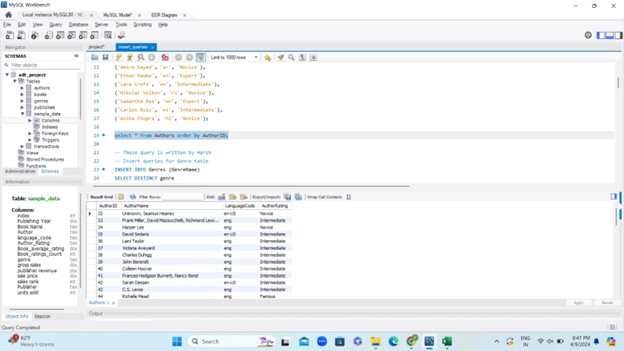 MySQL Workbench
Local instance MySQL80 - W...
MySQL Model*
EER Diagram
File Edit View Query Database Server Tools Scripting Help
Navigator
SCHEMAS
Filter objects
Tables
authors
books
genres
publishers
sample_data
Columns
Indexes
Foreign Keys
Triggers
transactions
Views
Stored Procedures
Functions
Administration Schemas
Information
Table: sample_data
Columns:
index
Publishing Year
Book Name
Author
language_code
Author_Rating
Book_average_rating
Book_ratings_count
genre
gross sales
publisher revenue
sale price
sales rank
Publisher
units sold
Object Info Session
Query Completed
project*
insert_queries
Limit to 1000 rows
11 ('Amira Sayed', 'ar', 'Novice'),
12 ('Ethan Hawke', 'en', 'Expert'),
13 ('Lara Croft', 'en', 'Intermediate'),
14 ('Nikolai Volkov', 'ru', 'Novice'),
15 ('Samantha Bee', 'en', 'Expert'),
16 ('Carlos Ruiz', 'es', 'Intermediate'),
17 ('Anika Chopra', 'hi', 'Novice');
18
19 select * from Authors order by AuthorID;
20
21 -- These query is written by Harsh
22 -- Insert queries for Genre table
23 INSERT INTO Genres (GenreName)
24 SELECT DISTINCT genre
Result Grid Filter Rows: Edit: Export/Import: Wrap Cell Content:
AuthorID AuthorName LanguageCode AuthorRating
32 Unknown, Seamus Heaney en-US Novice
33 Frank Miller, David Mazzucchelli, Richmond Lewi... eng Intermediate
34 Harper Lee eng Novice
35 David Sedaris en-US Intermediate
36 Laini Taylor eng Intermediate
37 Victoria Aveyard eng Intermediate
38 Charles Duhigg eng Intermediate
39 John Berendt eng Intermediate
40 Colleen Hoover eng Intermediate
41 Frances Hodgson Burnett, Nancy Bond eng Intermediate
42 Sarah Dessen en-US Intermediate
43 C.S. Lewis eng Intermediate
44 Richelle Mead eng Famous
Authors 1
Apply Revert
Output
62°F
Heavy t-storms
Search
ENG
IN
8:47 PM
4/9/2024